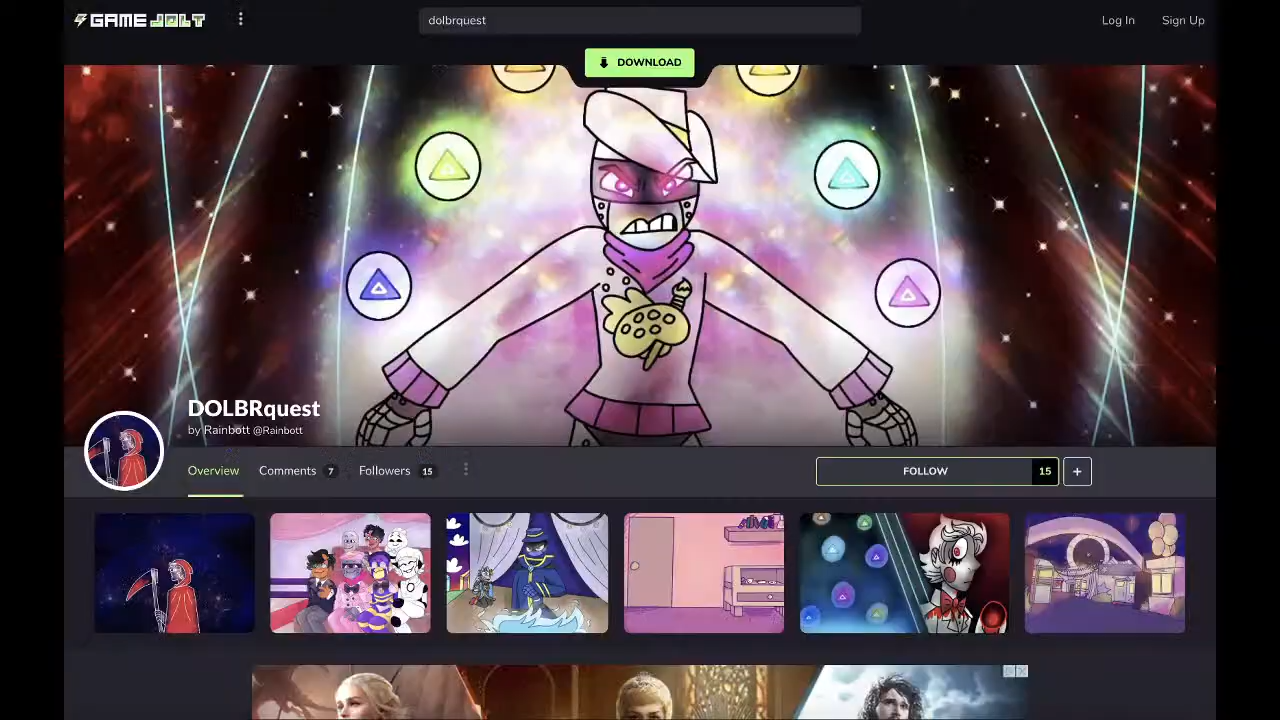 GAME JOLT
dolbrquest
Log In
Sign Up
DOWNLOAD
DOLBRquest
by Rainbott @Rainbott
Overview
Comments 7
Followers 15
FOLLOW 15
+